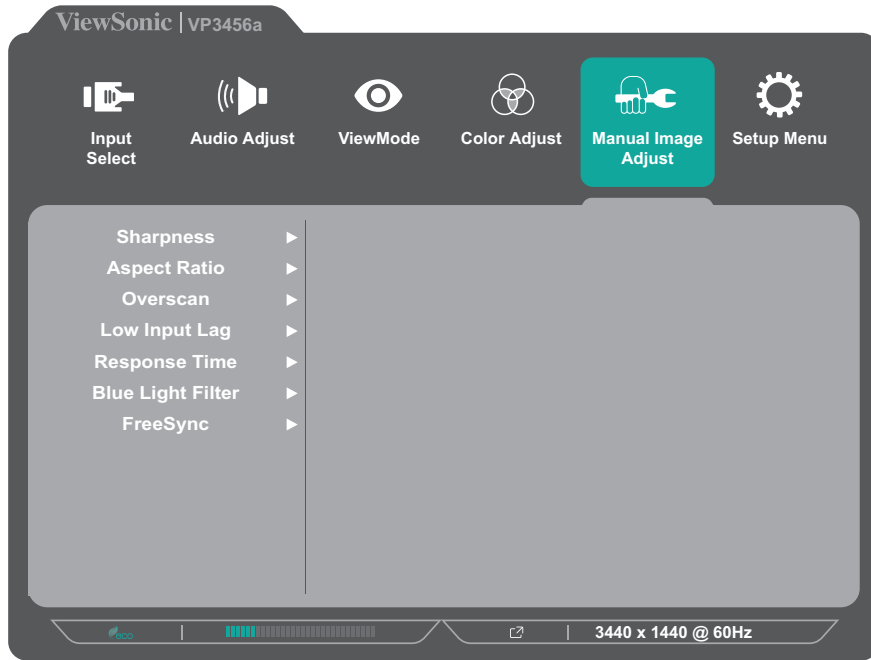 ViewSonic | VP3456a
Input
Select
Audio Adjust
ViewMode
Color Adjust
Manual Image
Adjust
Setup Menu
Sharpness
Aspect Ratio
Overscan
Low Input Lag
Response Time
Blue Light Filter
FreeSync
eco
3440 x 1440 @ 60Hz